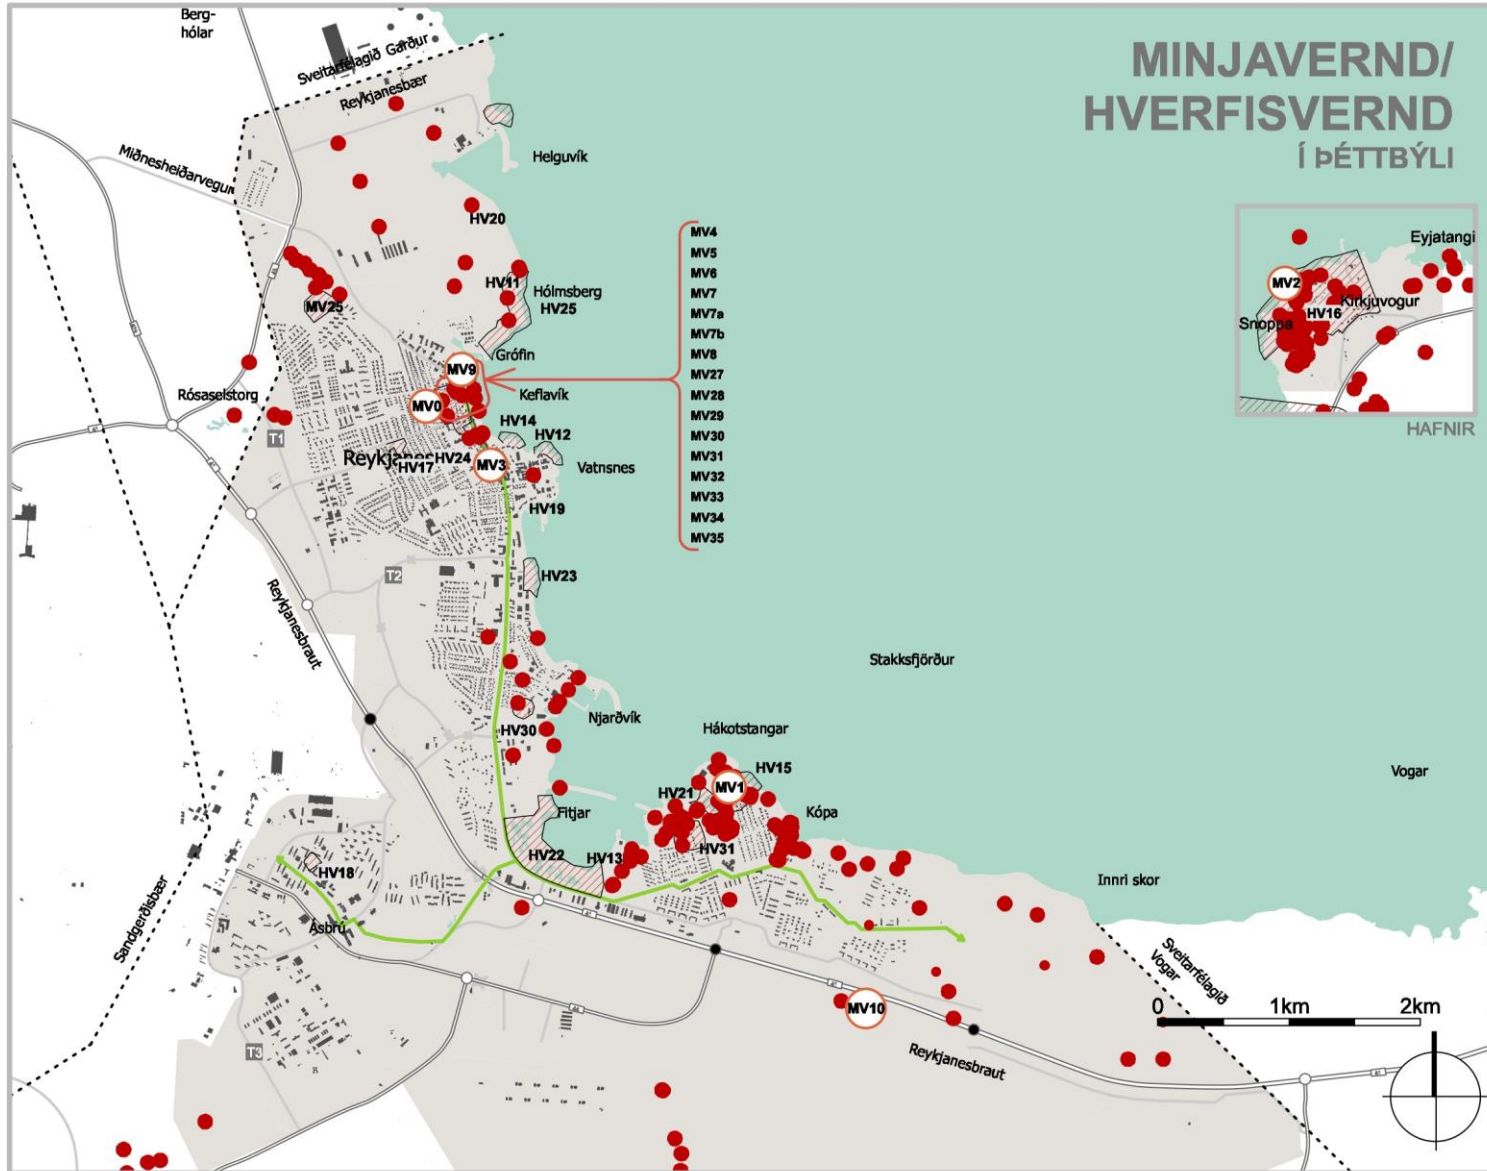 MINJAVERND/
HVERFISVERND
Í ÞÉTTBÝLI
Berg-
hólar
Sveitarfélagið Garður
Reykjanesbær
Miðnesheiðarvegur
Helguvík
HV20
HV11
Hólmsberg
HV25
MV25
Grófin
MV9
Keflavík
MV0
Rósaselstorg
T1
HV14
HV12
Reykjanes
HV17
HV24
MV3
Vatnsnes
HV19
MV4
MV5
MV6
MV7
MV7a
MV7b
MV8
MV27
MV28
MV29
MV30
MV31
MV32
MV33
MV34
MV35
Eyjatangi
MV2
Kirkjuvogur
HV16
Snoppa
HAFNIR
T2
HV23
Reykjanesbraut
Stakksfjörður
Njarðvík
HV30
Hákotstangar
HV15
MV1
HV21
Kópa
Vogar
Fitjar
HV22
HV13
HV31
HV18
Innri skor
Ásbrú
Sandgerðisbær
Sveitarfélagið
Vogar
MV10
0 1km 2km
T3
Reykjanesbraut